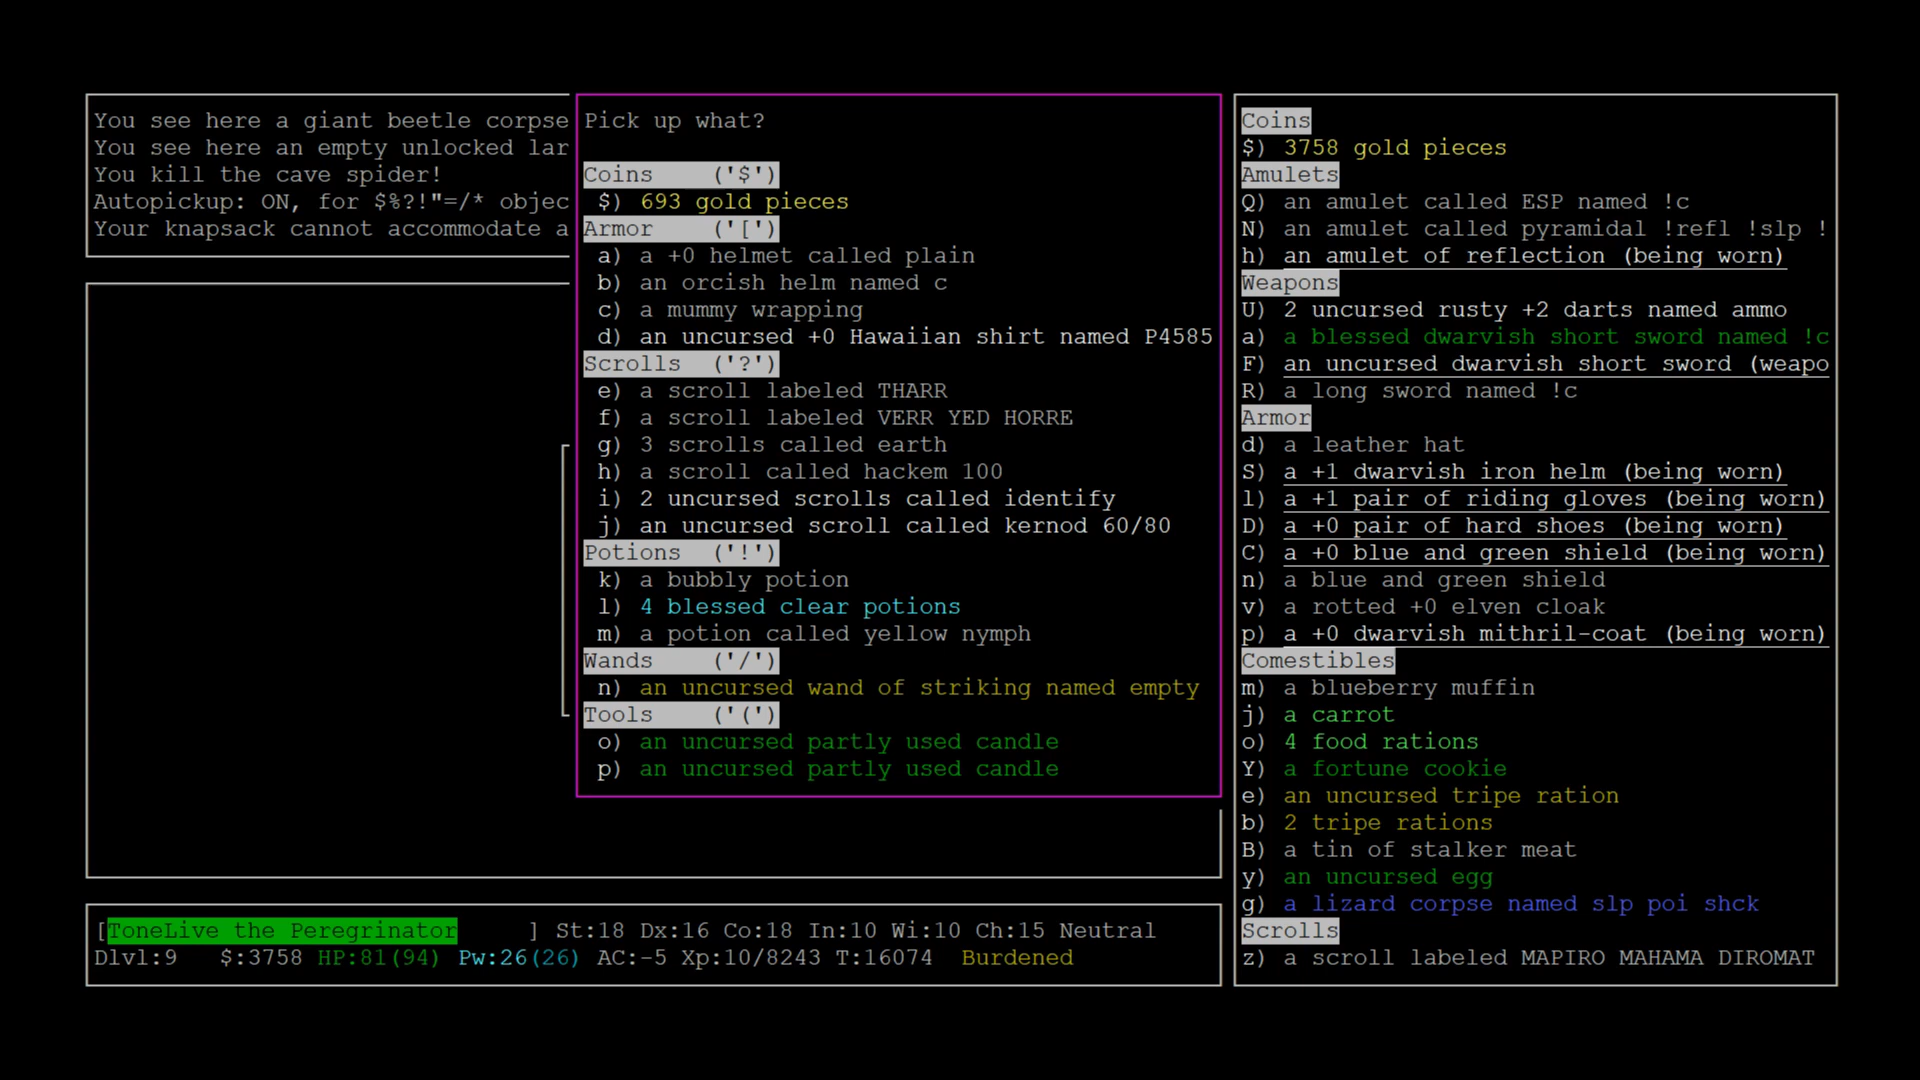 You see here a giant beetle corpse
You see here an empty unlocked lar
You kill the cave spider!
Autopickup: ON, for $%?!"=/* objec
Your knapsack cannot accommodate a
Pick up what?
Coins ('$')
$) 693 gold pieces
Armor ('[')
a) a +0 helmet called plain
b) an orcish helm named c
c) a mummy wrapping
d) an uncursed +0 Hawaiian shirt named P4585
Scrolls ('?')
e) a scroll labeled THARR
f) a scroll labeled VERR YED HORRE
g) 3 scrolls called earth
h) a scroll called hackem 100
i) 2 uncursed scrolls called identify
j) an uncursed scroll called kernod 60/80
Potions ('!')
k) a bubbly potion
l) 4 blessed clear potions
m) a potion called yellow nymph
Wands ('/')
n) an uncursed wand of striking named empty
Tools ('(')
o) an uncursed partly used candle
p) an uncursed partly used candle
Coins
$) 3758 gold pieces
Amulets
Q) an amulet called ESP named !c
N) an amulet called pyramidal !refl !slp !
h) an amulet of reflection (being worn)
Weapons
U) 2 uncursed rusty +2 darts named ammo
a) a blessed dwarvish short sword named !c
F) an uncursed dwarvish short sword (weapo
R) a long sword named !c
Armor
d) a leather hat
S) a +1 dwarvish iron helm (being worn)
l) a +1 pair of riding gloves (being worn)
D) a +0 pair of hard shoes (being worn)
C) a +0 blue and green shield (being worn)
n) a blue and green shield
v) a rotted +0 elven cloak
p) a +0 dwarvish mithril-coat (being worn)
Comestibles
m) a blueberry muffin
j) a carrot
o) 4 food rations
Y) a fortune cookie
e) an uncursed tripe ration
b) 2 tripe rations
B) a tin of stalker meat
y) an uncursed egg
g) a lizard corpse named slp poi shck
Scrolls
z) a scroll labeled MAPIRO MAHAMA DIROMAT
[ToneLive the Peregrinator ] St:18 Dx:16 Co:18 In:10 Wi:10 Ch:15 Neutral
Dlvl:9 $:3758 HP:81(94) Pw:26(26) AC:-5 Xp:10/8243 T:16074 Burdened